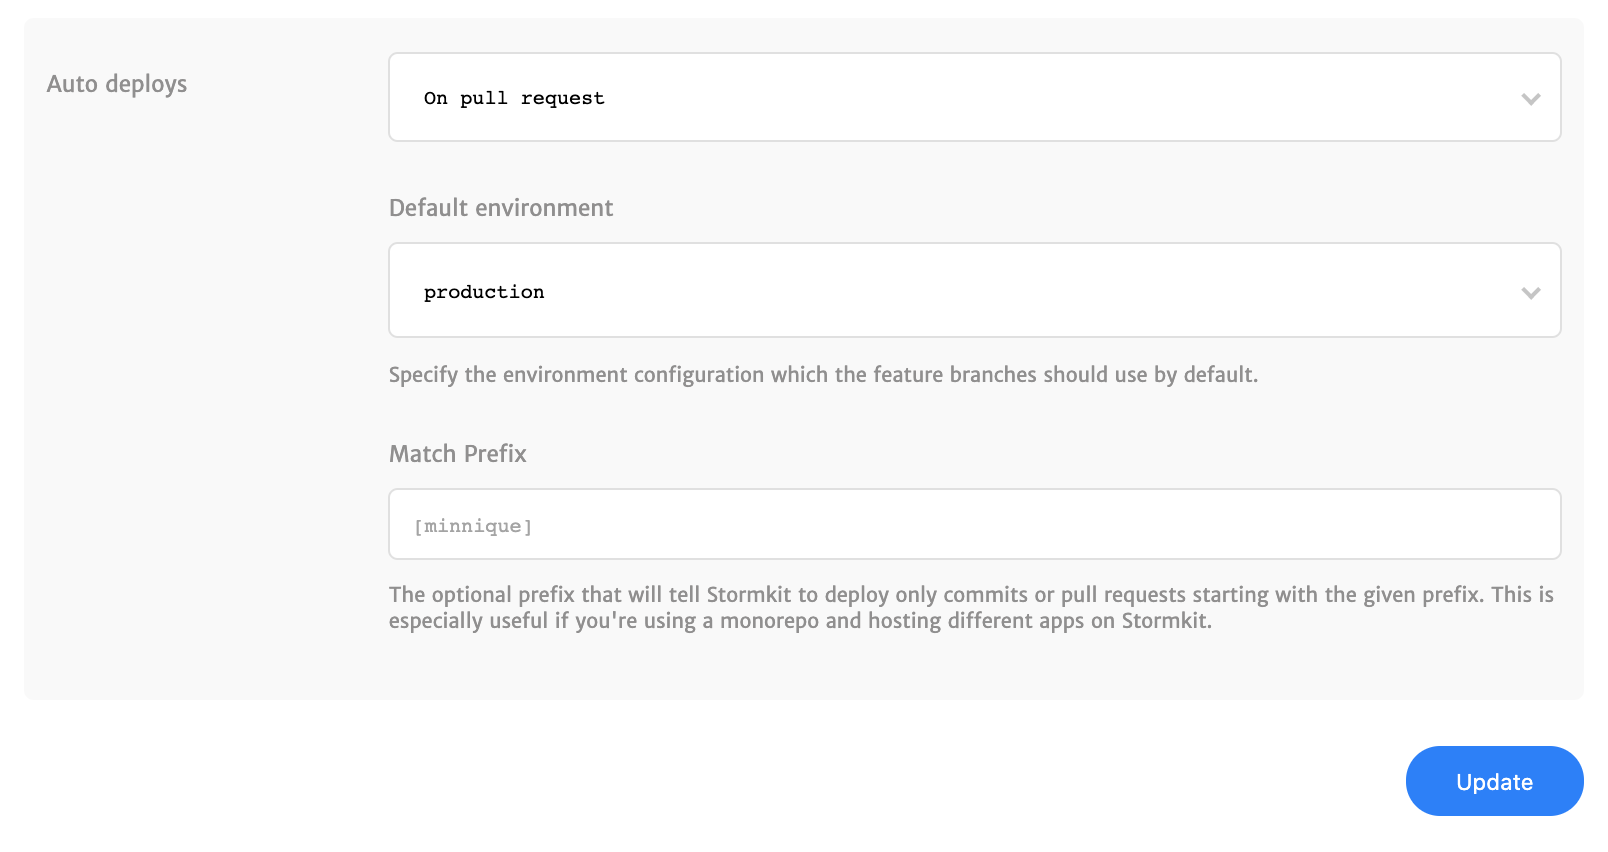 Auto deploys
On pull request
Default environment
production
Specify the environment configuration which the feature branches should use by default.
Match Prefix
[minnique]
The optional prefix that will tell Stormkit to deploy only commits or pull requests starting with the given prefix. This is
especially useful if you're using a monorepo and hosting different apps on Stormkit.
Update